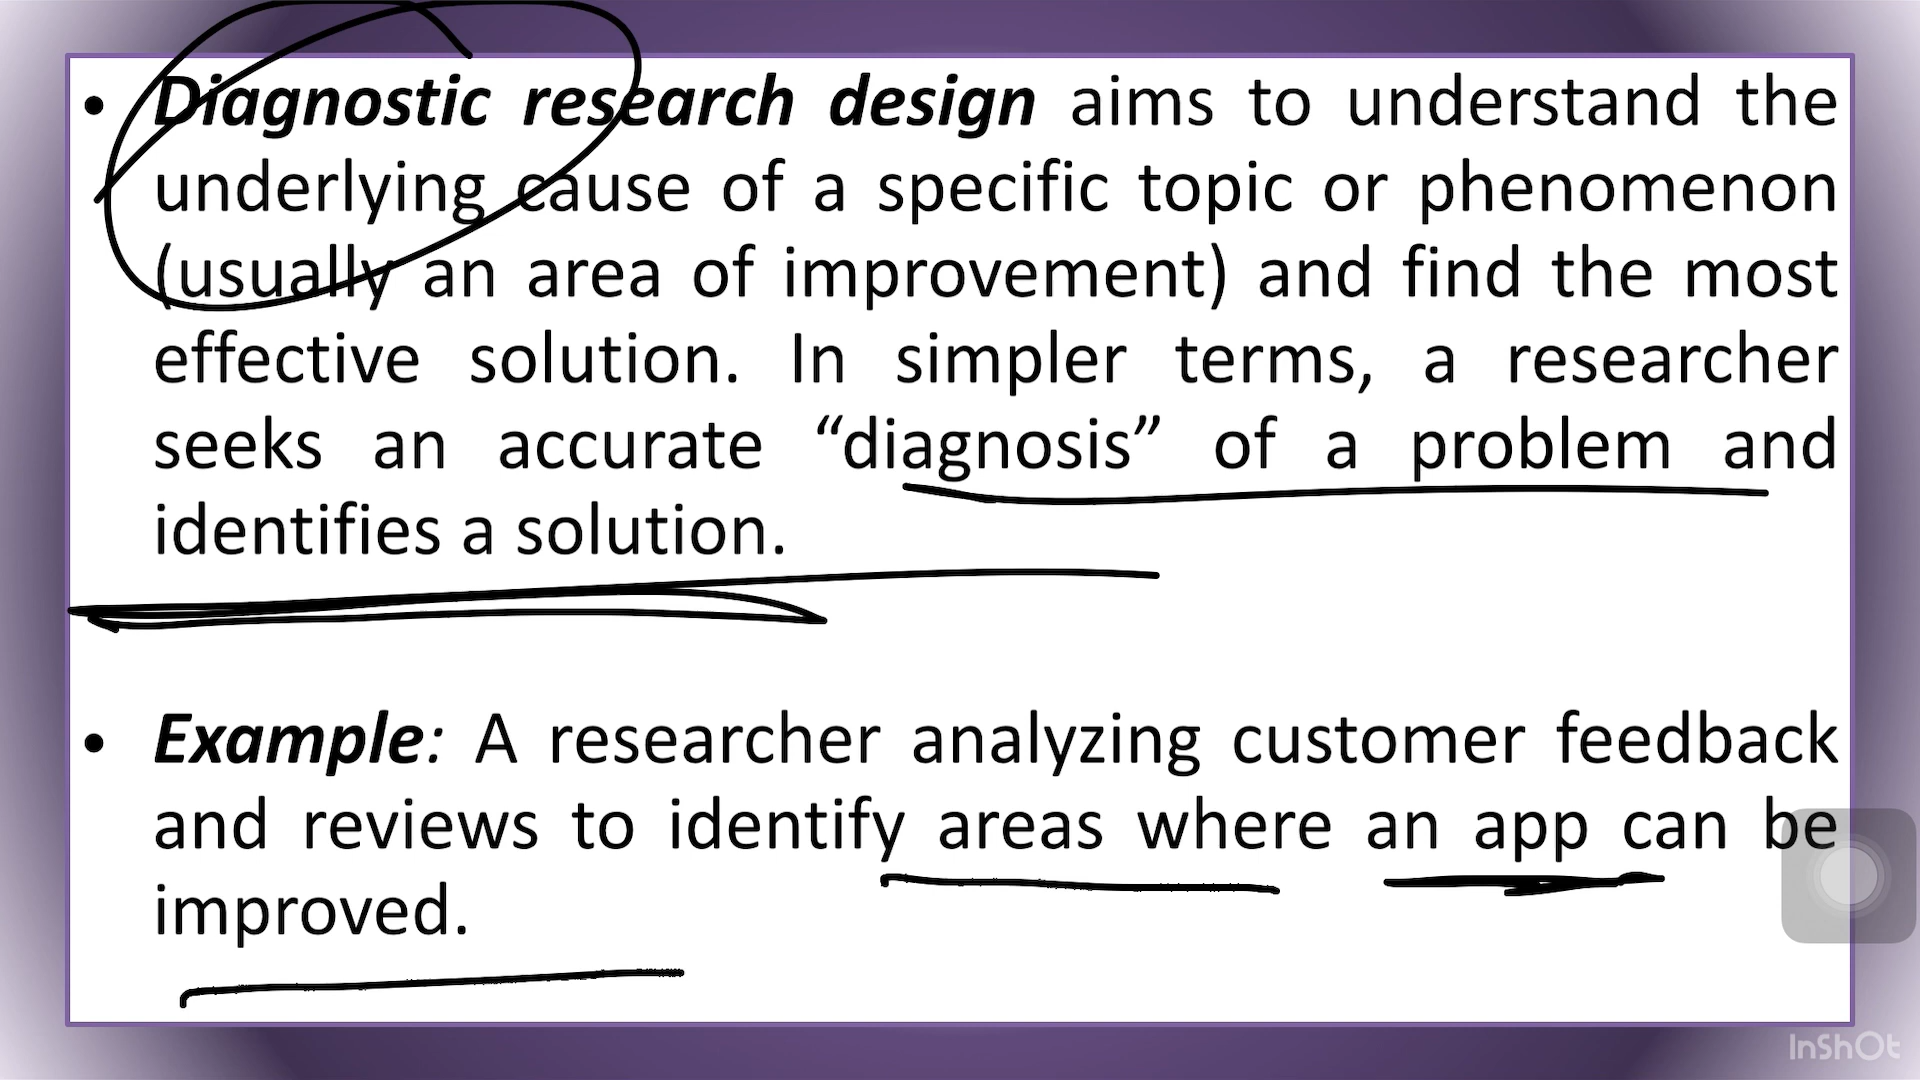 • Diagnostic research design aims to understand the
underlying cause of a specific topic or phenomenon
(usually an area of improvement) and find the most
effective solution. In simpler terms, a researcher
seeks an accurate “diagnosis” of a problem and
identifies a solution.
• Example: A researcher analyzing customer feedback
and reviews to identify areas where an app can be
improved.
InShOt